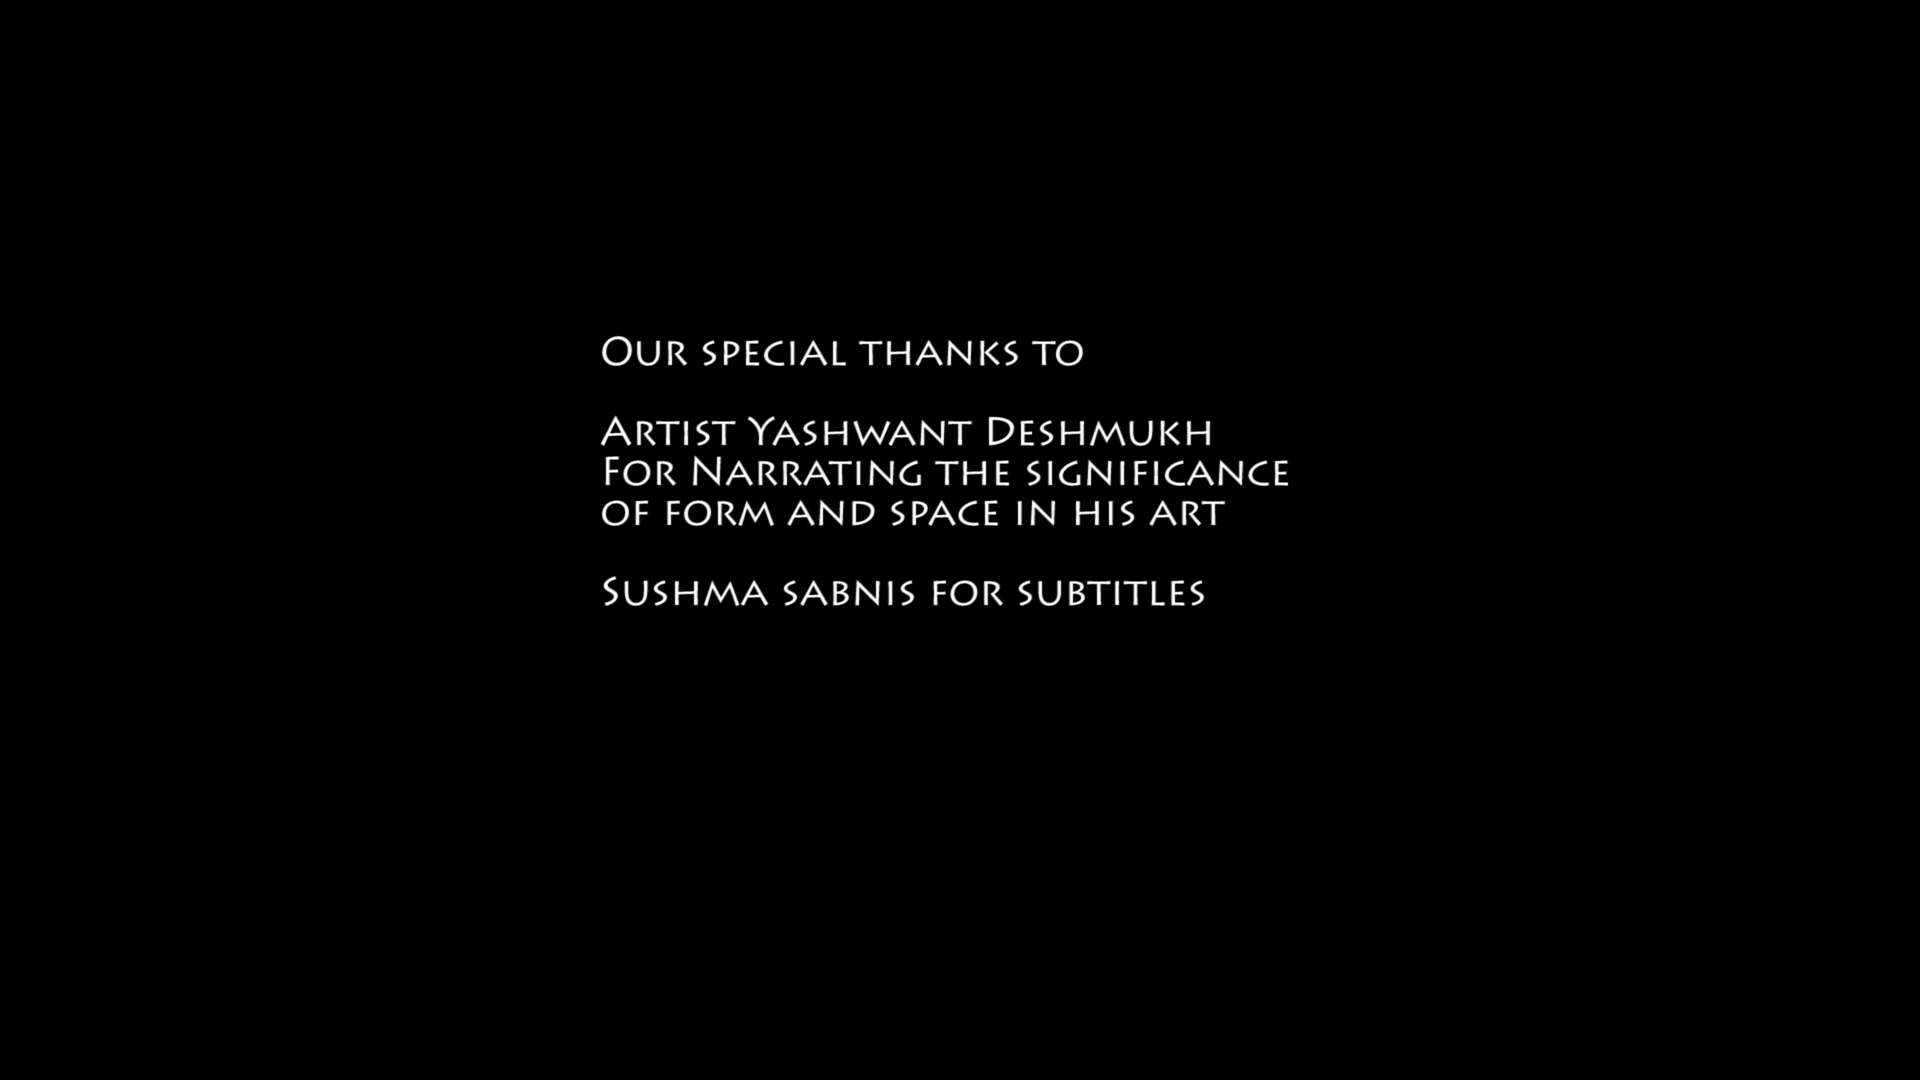 Our special thanks to
Artist Yashwant Deshmukh
For Narrating the significance
of form and space in his art
Sushma sabnis for subtitles